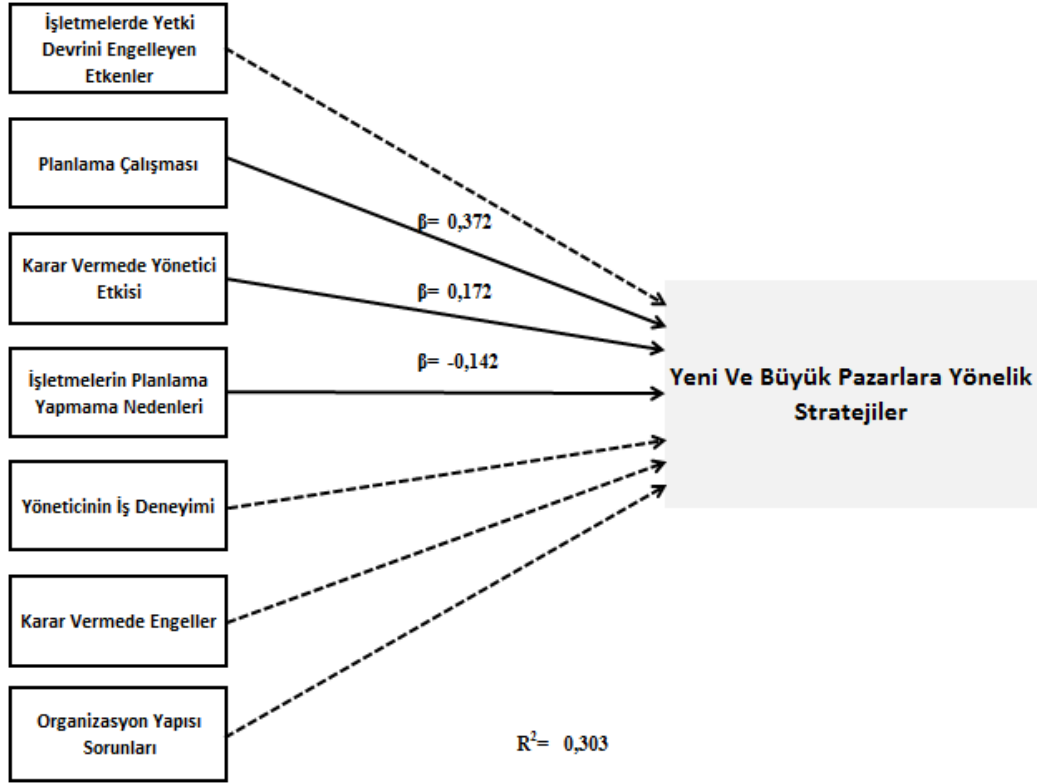 İşletmelerde Yetki
Devrini Engelleyen
Etkenler
Planlama Çalışması
β= 0,372
Karar Vermede Yönetici
Etkisi
β= 0,172
β= -0,142
İşletmelerin Planlama
Yapmama Nedenleri
Yeni Ve Büyük Pazarlara Yönelik
Stratejiler
Yöneticinin İş Deneyimi
Karar Vermede Engeller
Organizasyon Yapısı
Sorunları
R²= 0,303